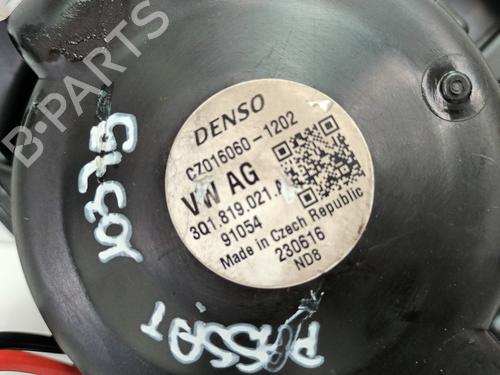 B-PARTS
DENSO
CZ016060-1202
VW AG
3Q1.819.021.A
91054
Made in Czech Republic
230616
ND8
PASSAT